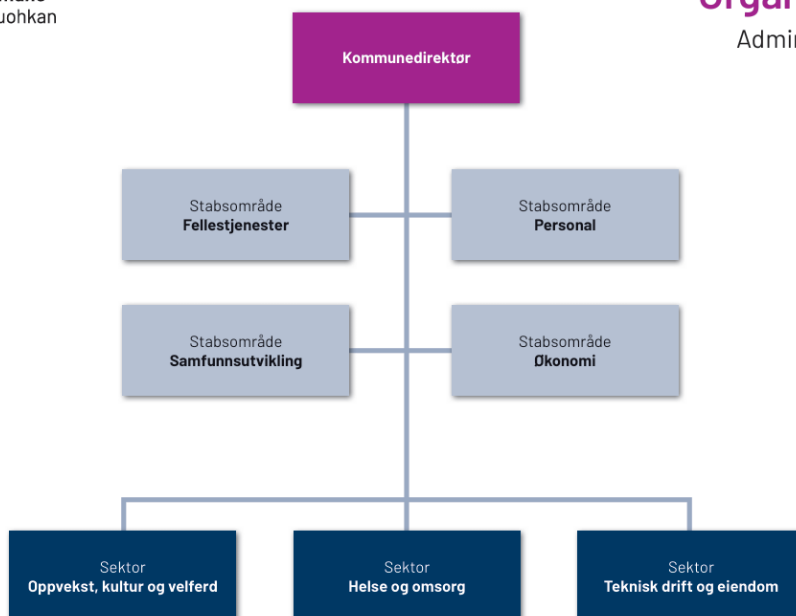 uohkan
Kommunedirektør
Stabsområde
Fellestjenester
Stabsområde
Personal
Stabsområde
Samfunnsutvikling
Stabsområde
Økonomi
Sektor
Oppvekst, kultur og velferd
Sektor
Helse og omsorg
Sektor
Teknisk drift og eiendom